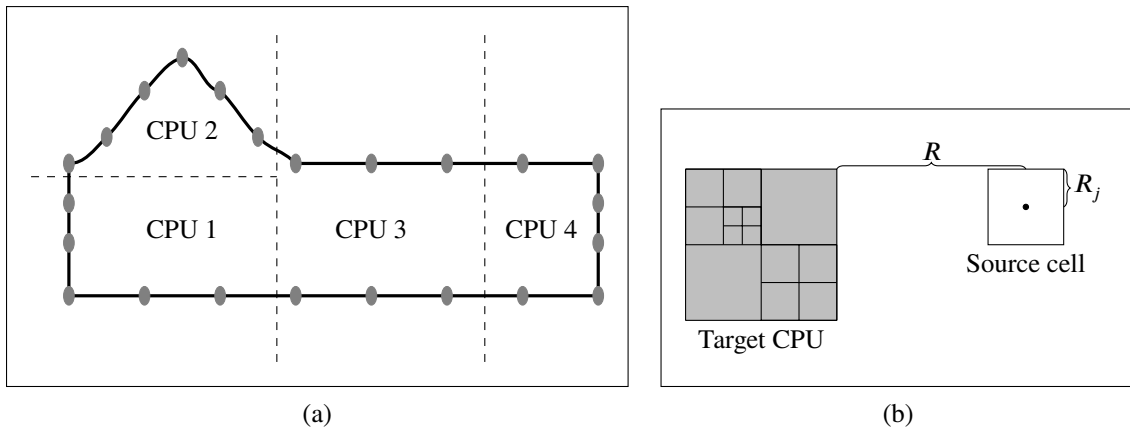 CPU 2
CPU 1
CPU 3
CPU 4
(a)
R
R_j
Source cell
Target CPU
(b)